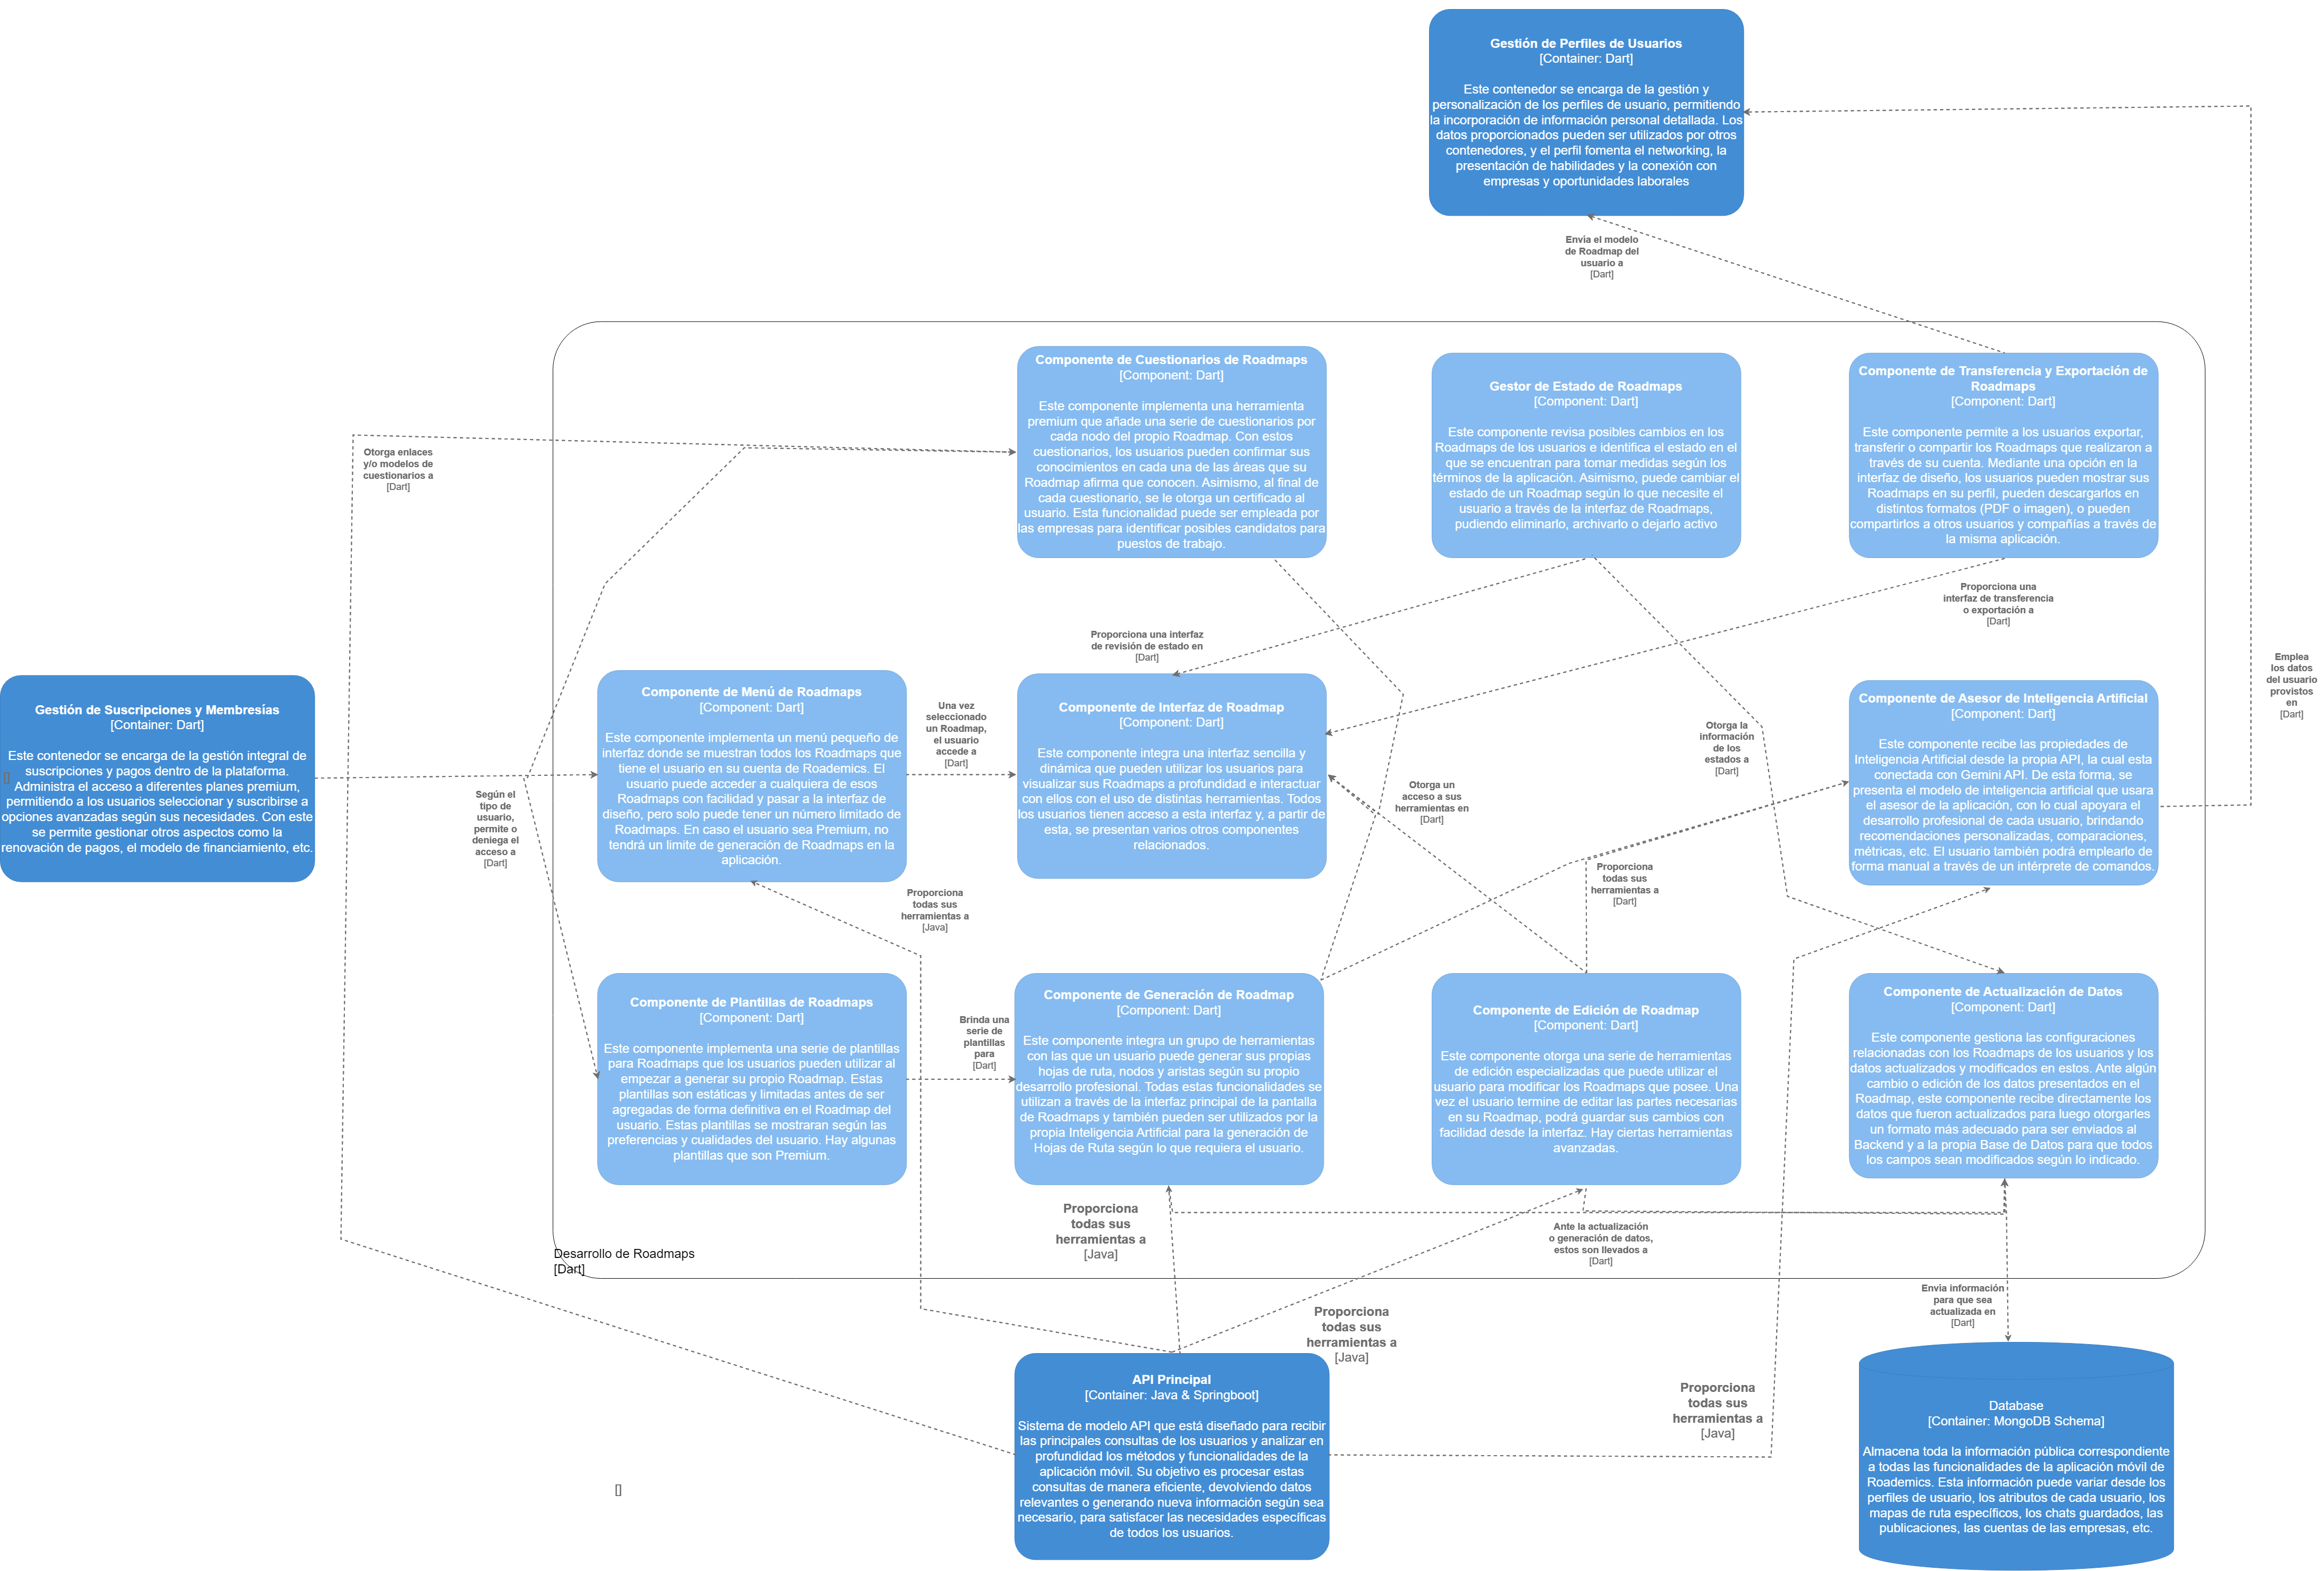 Gestión de Perfiles de Usuarios
[Container: Dart]
Este contenedor se encarga de la gestión y
personalización de los perfiles de usuario, permitiendo
la incorporación de información personal detallada. Los
datos proporcionados pueden ser utilizados por otros
contenedores, y el perfil fomenta el networking, la
presentación de habilidades y la conexión con
empresas y oportunidades laborales
Envía el modelo
de Roadmap del
usuario a
[Dart]
Componente de Cuestionarios de Roadmaps
[Component: Dart]
Este componente implementa una herramienta
premium que añade una serie de cuestionarios por
cada nodo del propio Roadmap. Con estos
cuestionarios, los usuarios pueden confirmar sus
conocimientos en cada una de las áreas que su
Roadmap afirma que conocen. Asimismo, al final de
cada cuestionario, se le otorga un certificado al
usuario. Esta funcionalidad puede ser empleada por
las empresas para identificar posibles candidatos para
puestos de trabajo.
Gestor de Estado de Roadmaps
[Component: Dart]
Este componente revisa posibles cambios en los
Roadmaps de los usuarios e identifica el estado en el
que se encuentran para tomar medidas según los
términos de la aplicación. Asimismo, puede cambiar el
estado de un Roadmap según lo que necesite el
usuario a través de la interfaz de Roadmaps,
pudiendo eliminarlo, archivarlo o dejarlo activo
Componente de Transferencia y Exportación de
Roadmaps
[Component: Dart]
Este componente permite a los usuarios exportar,
transferir o compartir los Roadmaps que realizaron a
través de su cuenta. Mediante una opción en la
interfaz de diseño, los usuarios pueden mostrar sus
Roadmaps en su perfil, pueden descargarlos en
distintos formatos (PDF o imagen), o pueden
compartirlos a otros usuarios y compañías a través de
la misma aplicación.
Otorga enlaces
y/o modelos de
cuestionarios a
[Dart]
Proporciona una
interfaz de transferencia
o exportación a
[Dart]
Proporciona una interfaz
de revisión de estado en
[Dart]
Emplea
los datos
del usuario
provistos
en
[Dart]
Gestión de Suscripciones y Membresías
[Container: Dart]
Este contenedor se encarga de la gestión integral de
suscripciones y pagos dentro de la plataforma.
Administra el acceso a diferentes planes premium,
permitiendo a los usuarios seleccionar y suscribirse a
opciones avanzadas según sus necesidades. Con este
se permite gestionar otros aspectos como la
renovación de pagos, el modelo de financiamiento, etc.
[]
Según el
tipo de
usuario,
permite o
deniega el
acceso a
[Dart]
Componente de Menú de Roadmaps
[Component: Dart]
Este componente implementa un menú pequeño de
interfaz donde se muestran todos los Roadmaps que
tiene el usuario en su cuenta de Roademics. El
usuario puede acceder a cualquiera de esos
Roadmaps con facilidad y pasar a la interfaz de
diseño, pero solo puede tener un número limitado de
Roadmaps. En caso el usuario sea Premium, no
tendrá un limite de generación de Roadmaps en la
aplicación.
Una vez
seleccionado
un Roadmap,
el usuario
accede a
[Dart]
Componente de Interfaz de Roadmap
[Component: Dart]
Este componente integra una interfaz sencilla y
dinámica que pueden utilizar los usuarios para
visualizar sus Roadmaps a profundidad e interactuar
con ellos con el uso de distintas herramientas. Todos
los usuarios tienen acceso a esta interfaz y, a partir de
esta, se presentan varios otros componentes
relacionados.
Otorga un
acceso a sus
herramientas en
[Dart]
Otorga la
información
de los
estados a
[Dart]
Componente de Asesor de Inteligencia Artificial
[Component: Dart]
Este componente recibe las propiedades de
Inteligencia Artificial desde la propia API, la cual esta
conectada con Gemini API. De esta forma, se
presenta el modelo de inteligencia artificial que usara
el asesor de la aplicación, con lo cual apoyara el
desarrollo profesional de cada usuario, brindando
recomendaciones personalizadas, comparaciones,
métricas, etc. El usuario también podrá emplearlo de
forma manual a través de un intérprete de comandos.
Proporciona
todas sus
herramientas a
[Dart]
Proporciona
todas sus
herramientas a
[Java]
Componente de Plantillas de Roadmaps
[Component: Dart]
Este componente implementa una serie de plantillas
para Roadmaps que los usuarios pueden utilizar al
empezar a generar su propio Roadmap. Estas
plantillas son estáticas y limitadas antes de ser
agregadas de forma definitiva en el Roadmap del
usuario. Estas plantillas se mostraran según las
preferencias y cualidades del usuario. Hay algunas
plantillas que son Premium.
Brinda una
serie de
plantillas
para
[Dart]
Componente de Generación de Roadmap
[Component: Dart]
Este componente integra un grupo de herramientas
con las que un usuario puede generar sus propias
hojas de ruta, nodos y aristas según su propio
desarrollo profesional. Todas estas funcionalidades se
utilizan a través de la interfaz principal de la pantalla
de Roadmaps y también pueden ser utilizados por la
propia Inteligencia Artificial para la generación de
Hojas de Ruta según lo que requiera el usuario.
Componente de Edición de Roadmap
[Component: Dart]
Este componente otorga una serie de herramientas
de edición especializadas que puede utilizar el
usuario para modificar los Roadmaps que posee. Una
vez el usuario termine de editar las partes necesarias
en su Roadmap, podrá guardar sus cambios con
facilidad desde la interfaz. Hay ciertas herramientas
avanzadas.
Componente de Actualización de Datos
[Component: Dart]
Este componente gestiona las configuraciones
relacionadas con los Roadmaps de los usuarios y los
datos actualizados y modificados en estos. Ante algún
cambio o edición de los datos presentados en el
Roadmap, este componente recibe directamente los
datos que fueron actualizados para luego otorgarles
un formato más adecuado para ser enviados al
Backend y a la propia Base de Datos para que todos
los campos sean modificados según lo indicado.
Proporciona
todas sus
herramientas a
[Java]
Ante la actualización
o generación de datos,
estos son llevados a
[Dart]
Desarrollo de Roadmaps
[Dart]
Envia información
para que sea
actualizada en
[Dart]
Proporciona
todas sus
herramientas a
[Java]
Proporciona
todas sus
herramientas a
[Java]
API Principal
[Container: Java & Springboot]
Sistema de modelo API que está diseñado para recibir
las principales consultas de los usuarios y analizar en
profundidad los métodos y funcionalidades de la
aplicación móvil. Su objetivo es procesar estas
consultas de manera eficiente, devolviendo datos
relevantes o generando nueva información según sea
necesario, para satisfacer las necesidades específicas
de todos los usuarios.
[]
Database
[Container: MongoDB Schema]
Almacena toda la información pública correspondiente
a todas las funcionalidades de la aplicación móvil de
Roademics. Esta información puede variar desde los
perfiles de usuario, los atributos de cada usuario, los
mapas de ruta específicos, los chats guardados, las
publicaciones, las cuentas de las empresas, etc.